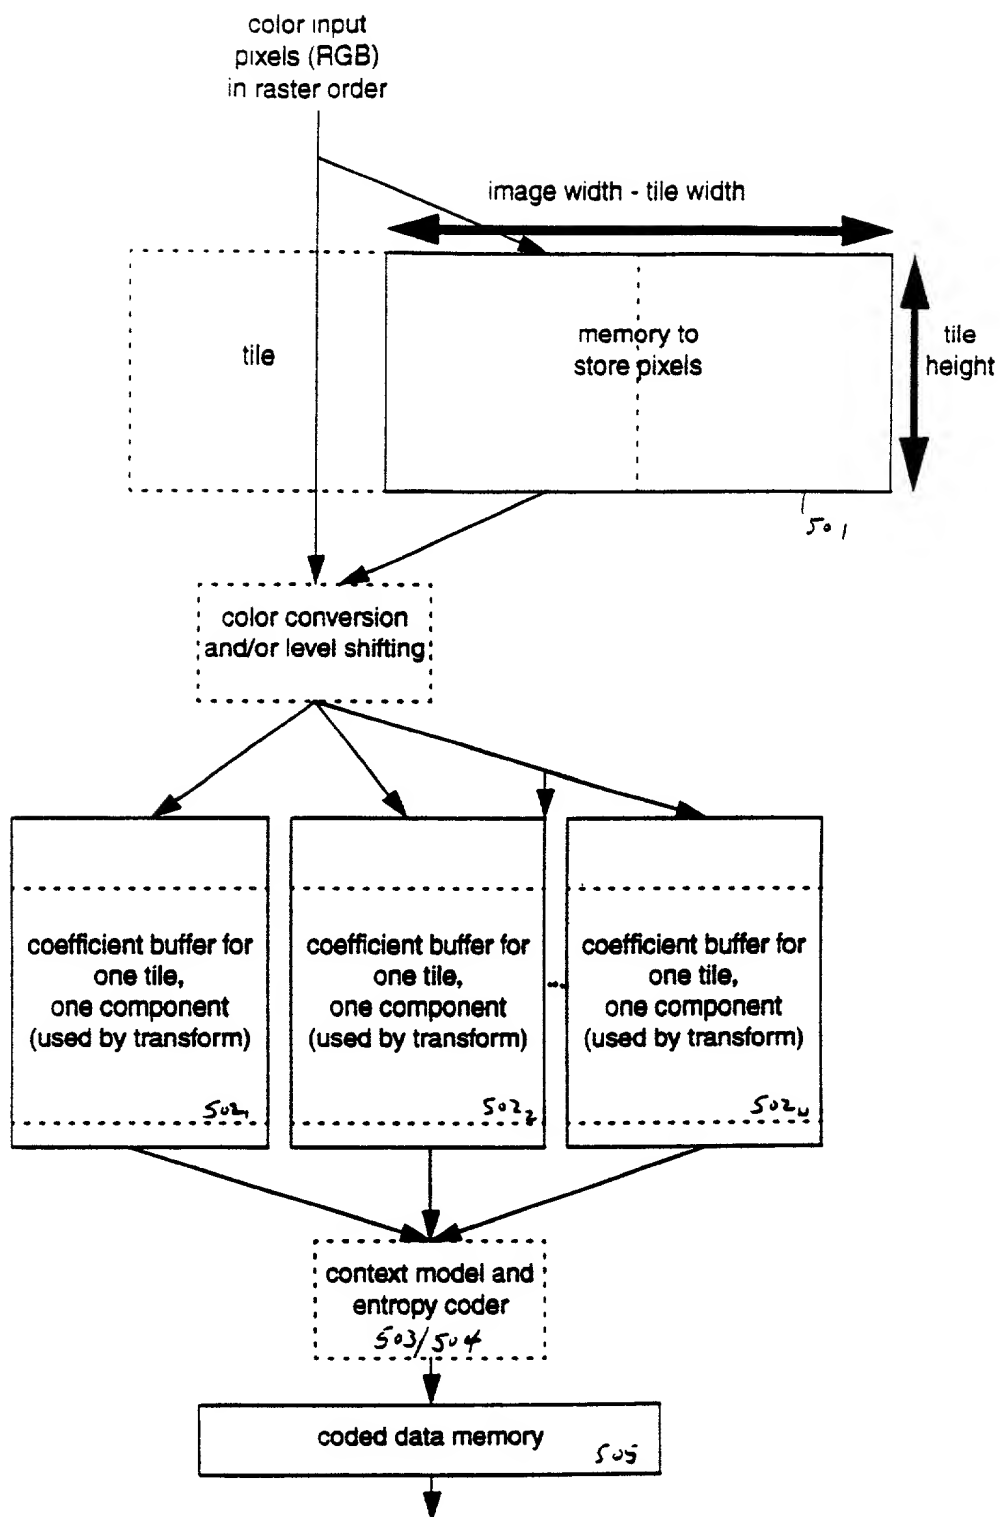 color input
pixels (RGB)
in raster order
image width - tile width
tile
memory to
store pixels
tile
height
501
color conversion
and/or level shifting
coefficient buffer for
one tile,
one component
(used by transform)
502₁
coefficient buffer for
one tile,
one component
(used by transform)
502₂
...
coefficient buffer for
one tile,
one component
(used by transform)
502ₙ
context model and
entropy coder
503/504
coded data memory
505